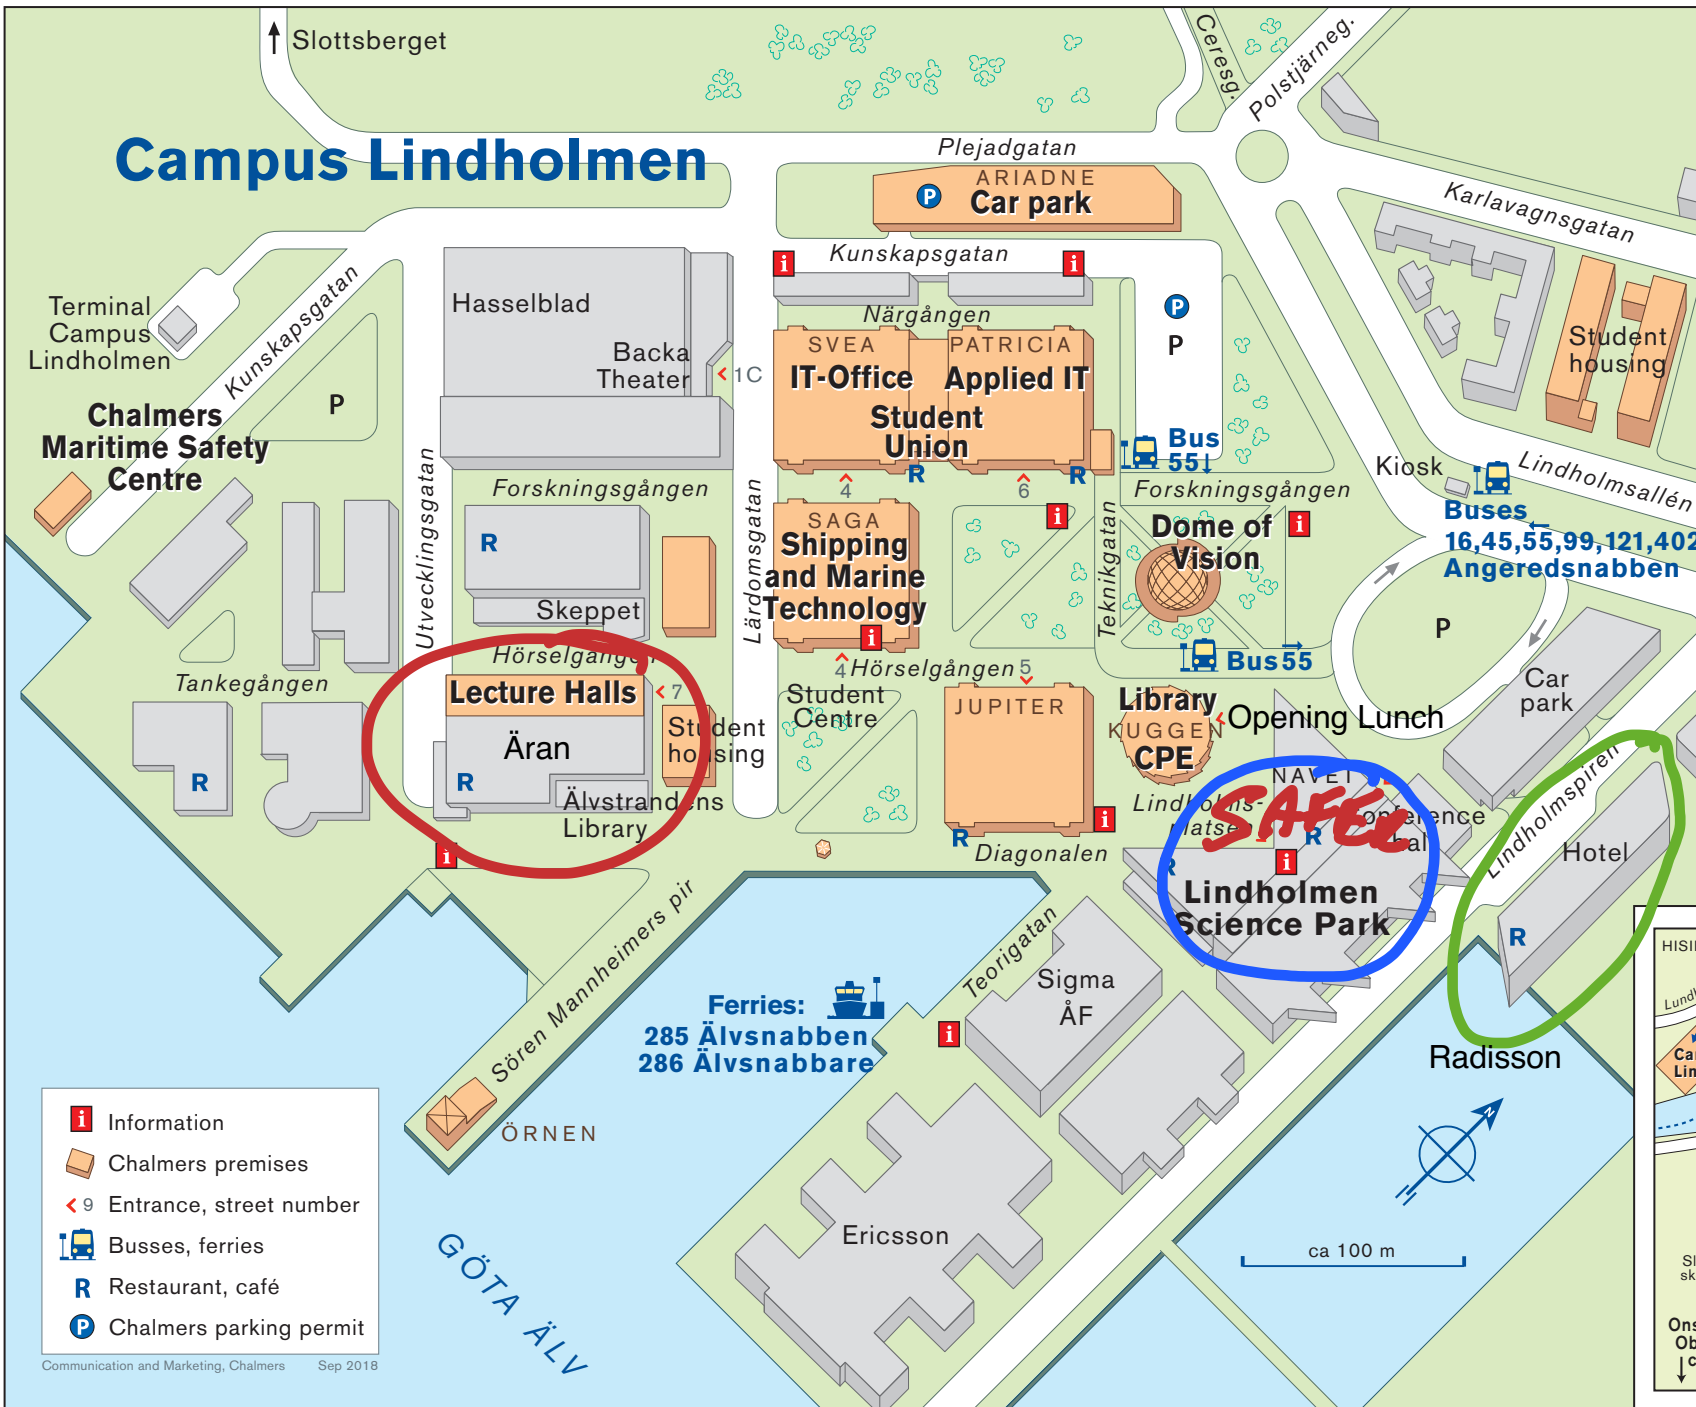 Slottsberget
Ceresg.
Polstjärneg.
Campus Lindholmen
Plejadgatan
ARIADNE
P
Car park
Karlavagnsgatan
i
Kunskapsgatan
i
Terminal
Campus
Lindholmen
Kunskapsgatan
Hasselblad
Närgången
P
P
Backa
Theater
1C
SVEA
IT-Office
PATRICIA
Applied IT
Student
Union
Student
housing
P
Chalmers
Maritime Safety
Centre
Utvecklingsgatan
Forskningsgången
Lärdomsgatan
R
R
4
6
Bus
55
Forskningsgången
Kiosk
Lindholmsallén
Buses
16,45,55,99,121,402
Angeredsnabben
R
Skeppet
SAGA
Shipping
and Marine
Technology
i
i
Teknikgatan
Dome of
Vision
i
P
Bus 55
Hörselgången
Tankegången
Lecture Halls
7
Äran
R
R
Student
housing
Älvstrandens
Library
i
4
Hörselgången
5
Student
Centre
JUPITER
Library
KUGGEN
CPE
Opening Lunch
Car
park
NAVET
SAFER
Lindholms-
platsen
Conference
hall
R
R
i
Lindholmen
Science Park
i
R
Diagonalen
Lindholmspiren
Hotel
R
Radisson
Sören Mannheimers pir
Teorigatan
Sigma
ÅF
i
Ferries:
285 Älvsnabben
286 Älvsnabbare
ÖRNEN
Ericsson
GÖTA ÄLV
N
ca 100 m
i Information
Chalmers premises
9 Entrance, street number
Busses, ferries
R Restaurant, café
P Chalmers parking permit
Communication and Marketing, Chalmers Sep 2018